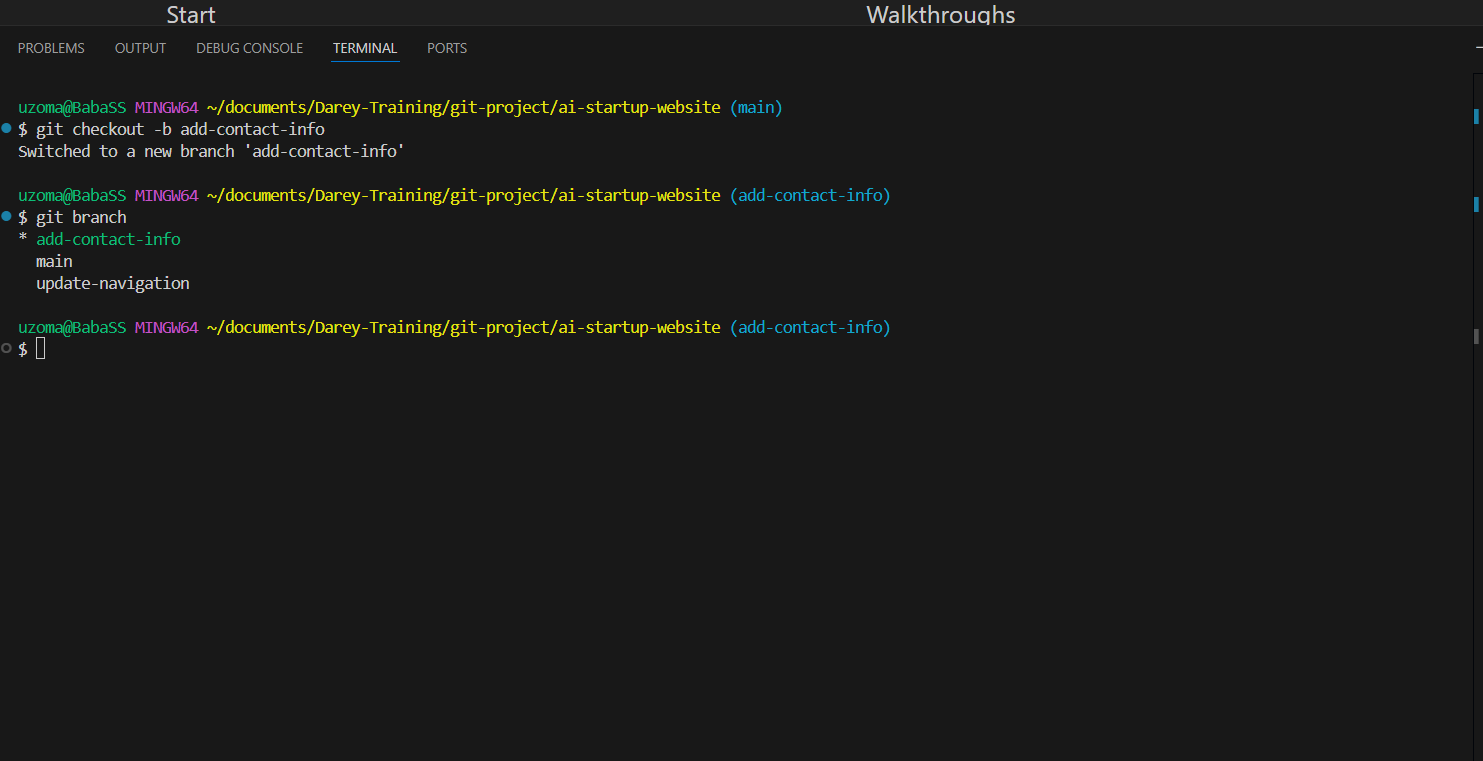 Start Walkthroughs
PROBLEMS OUTPUT DEBUG CONSOLE TERMINAL PORTS
uzoma@BabaSS MINGW64 ~/documents/Darey-Training/git-project/ai-startup-website (main)
$ git checkout -b add-contact-info
Switched to a new branch 'add-contact-info'
uzoma@BabaSS MINGW64 ~/documents/Darey-Training/git-project/ai-startup-website (add-contact-info)
$ git branch
* add-contact-info
main
update-navigation
uzoma@BabaSS MINGW64 ~/documents/Darey-Training/git-project/ai-startup-website (add-contact-info)
$